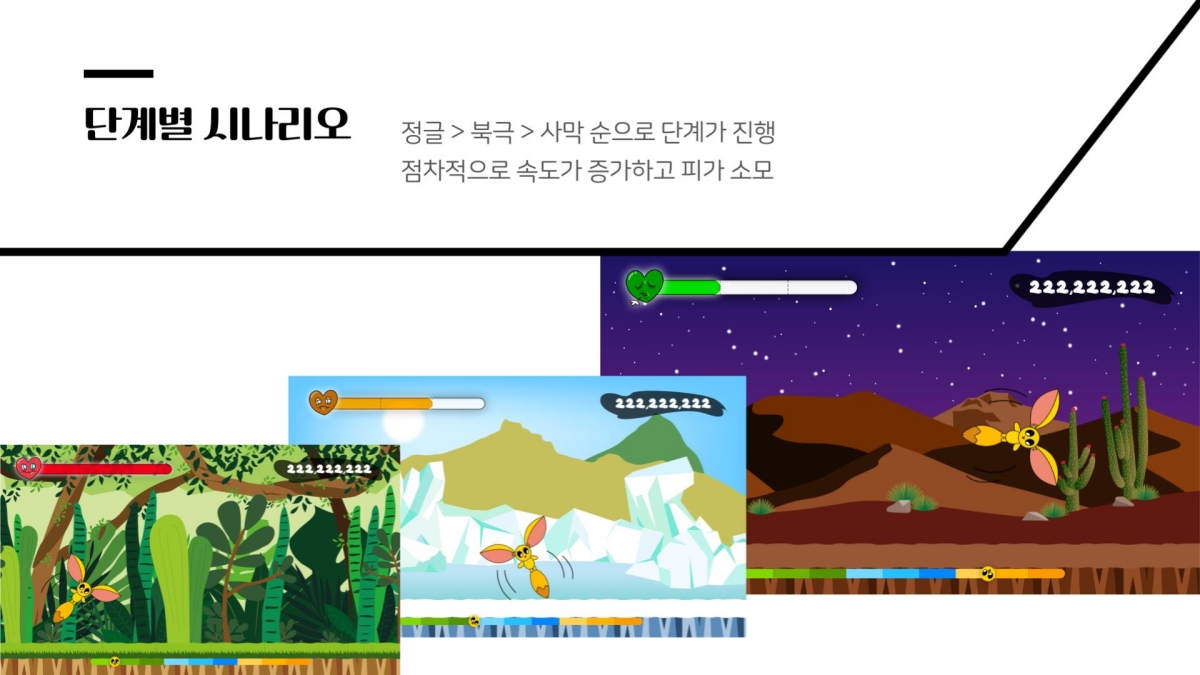 단계별 시나리오
정글 > 북극 > 사막 순으로 단계가 진행
점차적으로 속도가 증가하고 피가 소모
222,222,222
222,222,222
222,222,222